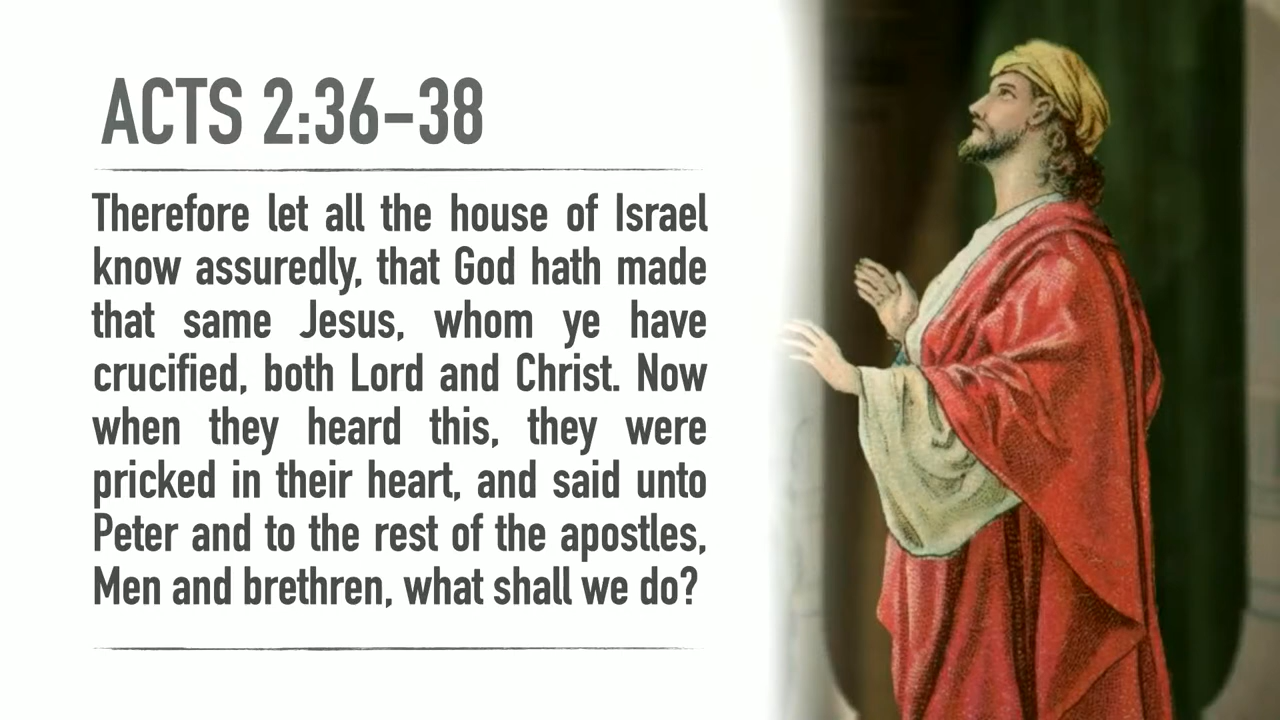 ACTS 2:36-38
Therefore let all the house of Israel
know assuredly, that God hath made
that same Jesus, whom ye have
crucified, both Lord and Christ. Now
when they heard this, they were
pricked in their heart, and said unto
Peter and to the rest of the apostles,
Men and brethren, what shall we do?